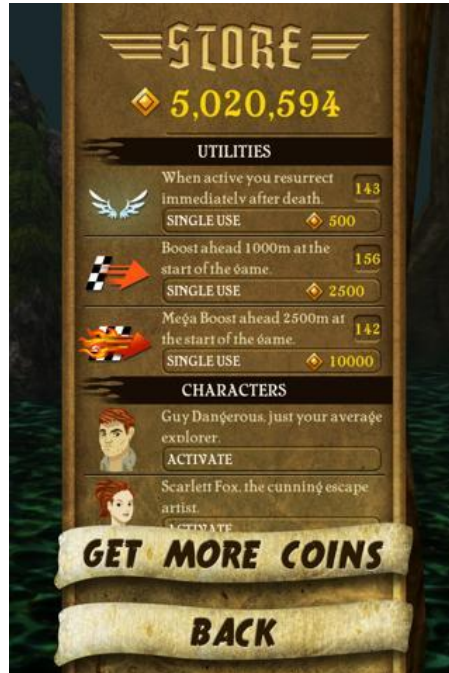 STORE
5,020,594
UTILITIES
When active you resurrect
immediately after death.
143
SINGLE USE 500
Boost ahead 1000m at the
start of the game.
156
SINGLE USE 2500
Mega Boost ahead 2500m at
the start of the game.
142
SINGLE USE 10000
CHARACTERS
Guy Dangerous, just your average
explorer.
ACTIVATE
Scarlett Fox, the cunning escape
artist.
ACTIVATE
GET MORE COINS
BACK